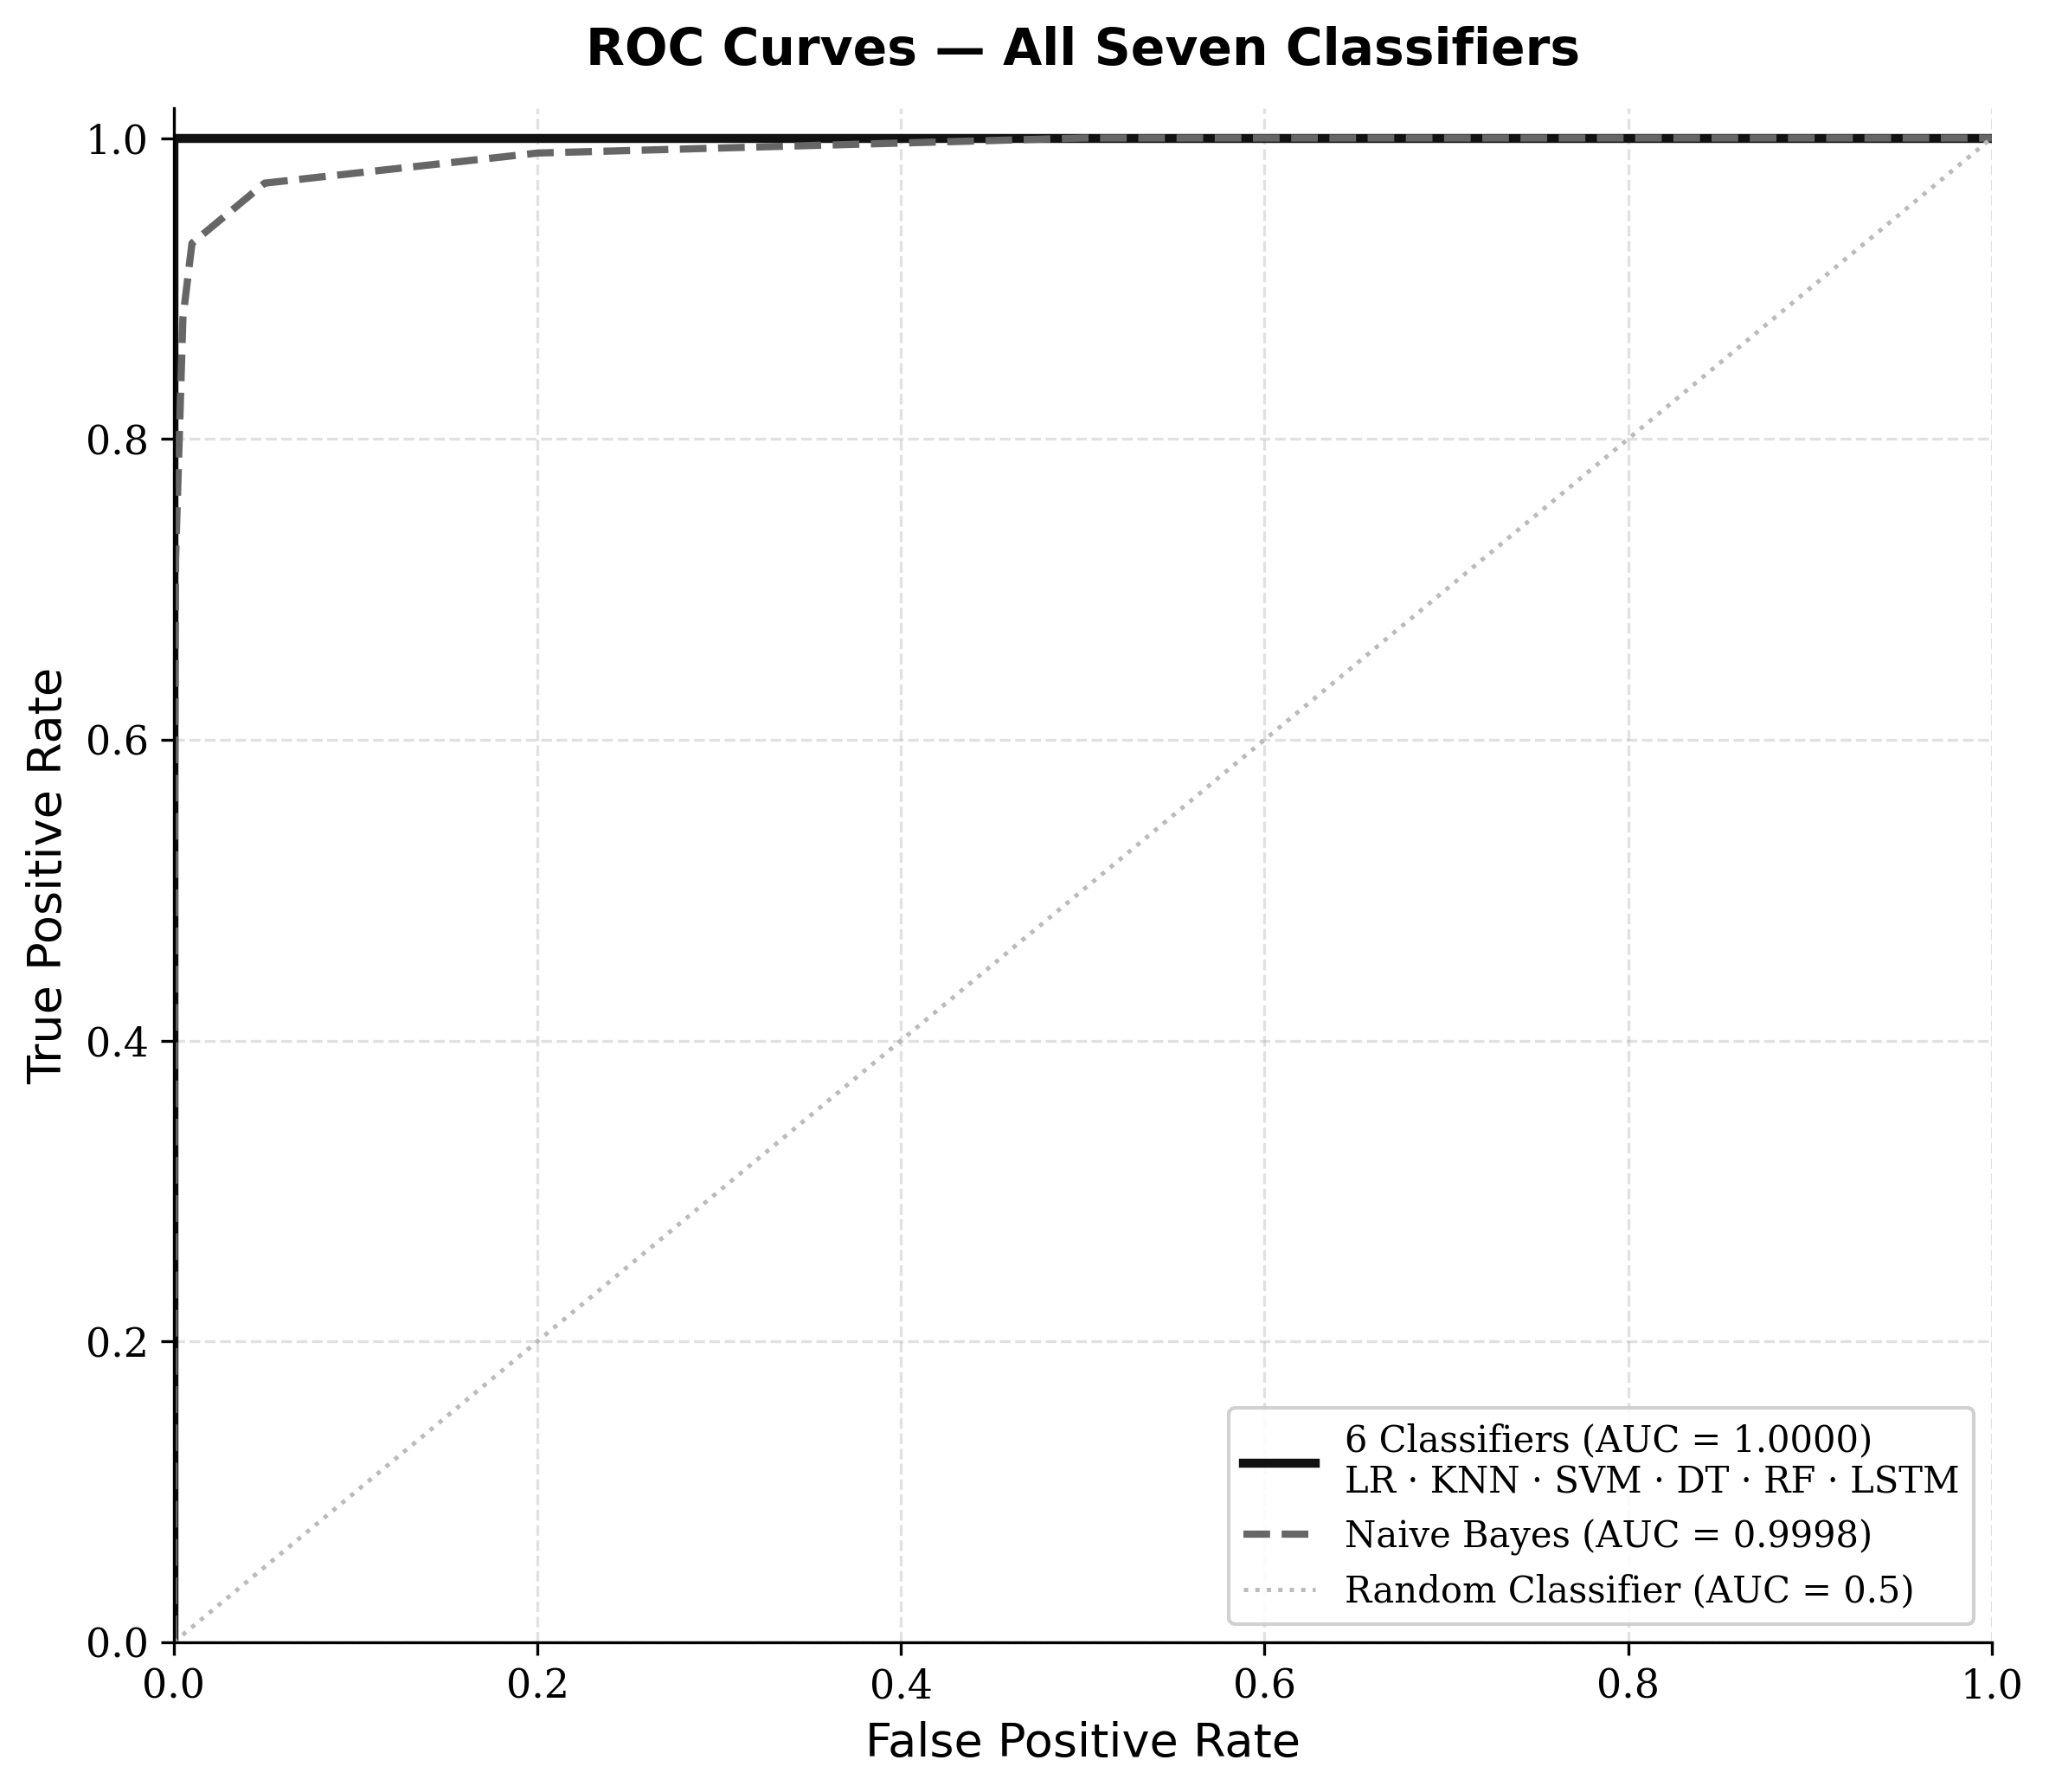 ROC Curves — All Seven Classifiers
True Positive Rate
1.0
0.8
0.6
0.4
0.2
0.0
0.0 0.2 0.4 0.6 0.8 1.0
False Positive Rate
6 Classifiers (AUC = 1.0000)
LR · KNN · SVM · DT · RF · LSTM
Naive Bayes (AUC = 0.9998)
Random Classifier (AUC = 0.5)